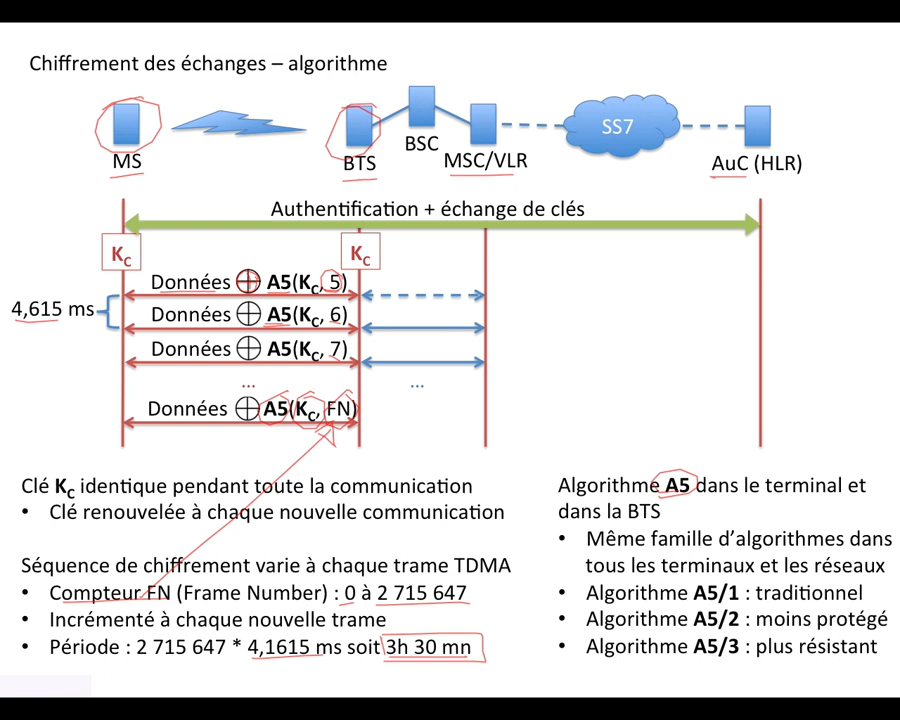 Chiffrement des échanges – algorithme
MS
BTS
BSC
MSC/VLR
SS7
AuC (HLR)
Authentification + échange de clés
Kc
Kc
Données ⊕ A5(Kc, 5)
4,615 ms
Données ⊕ A5(Kc, 6)
Données ⊕ A5(Kc, 7)
... ...
Données ⊕ A5(Kc, FN)
Clé Kc identique pendant toute la communication
• Clé renouvelée à chaque nouvelle communication
Séquence de chiffrement varie à chaque trame TDMA
• Compteur FN (Frame Number) : 0 à 2 715 647
• Incrémenté à chaque nouvelle trame
• Période : 2 715 647 * 4,1615 ms soit 3h 30 mn
Algorithme A5 dans le terminal et
dans la BTS
• Même famille d’algorithmes dans
tous les terminaux et les réseaux
• Algorithme A5/1 : traditionnel
• Algorithme A5/2 : moins protégé
• Algorithme A5/3 : plus résistant